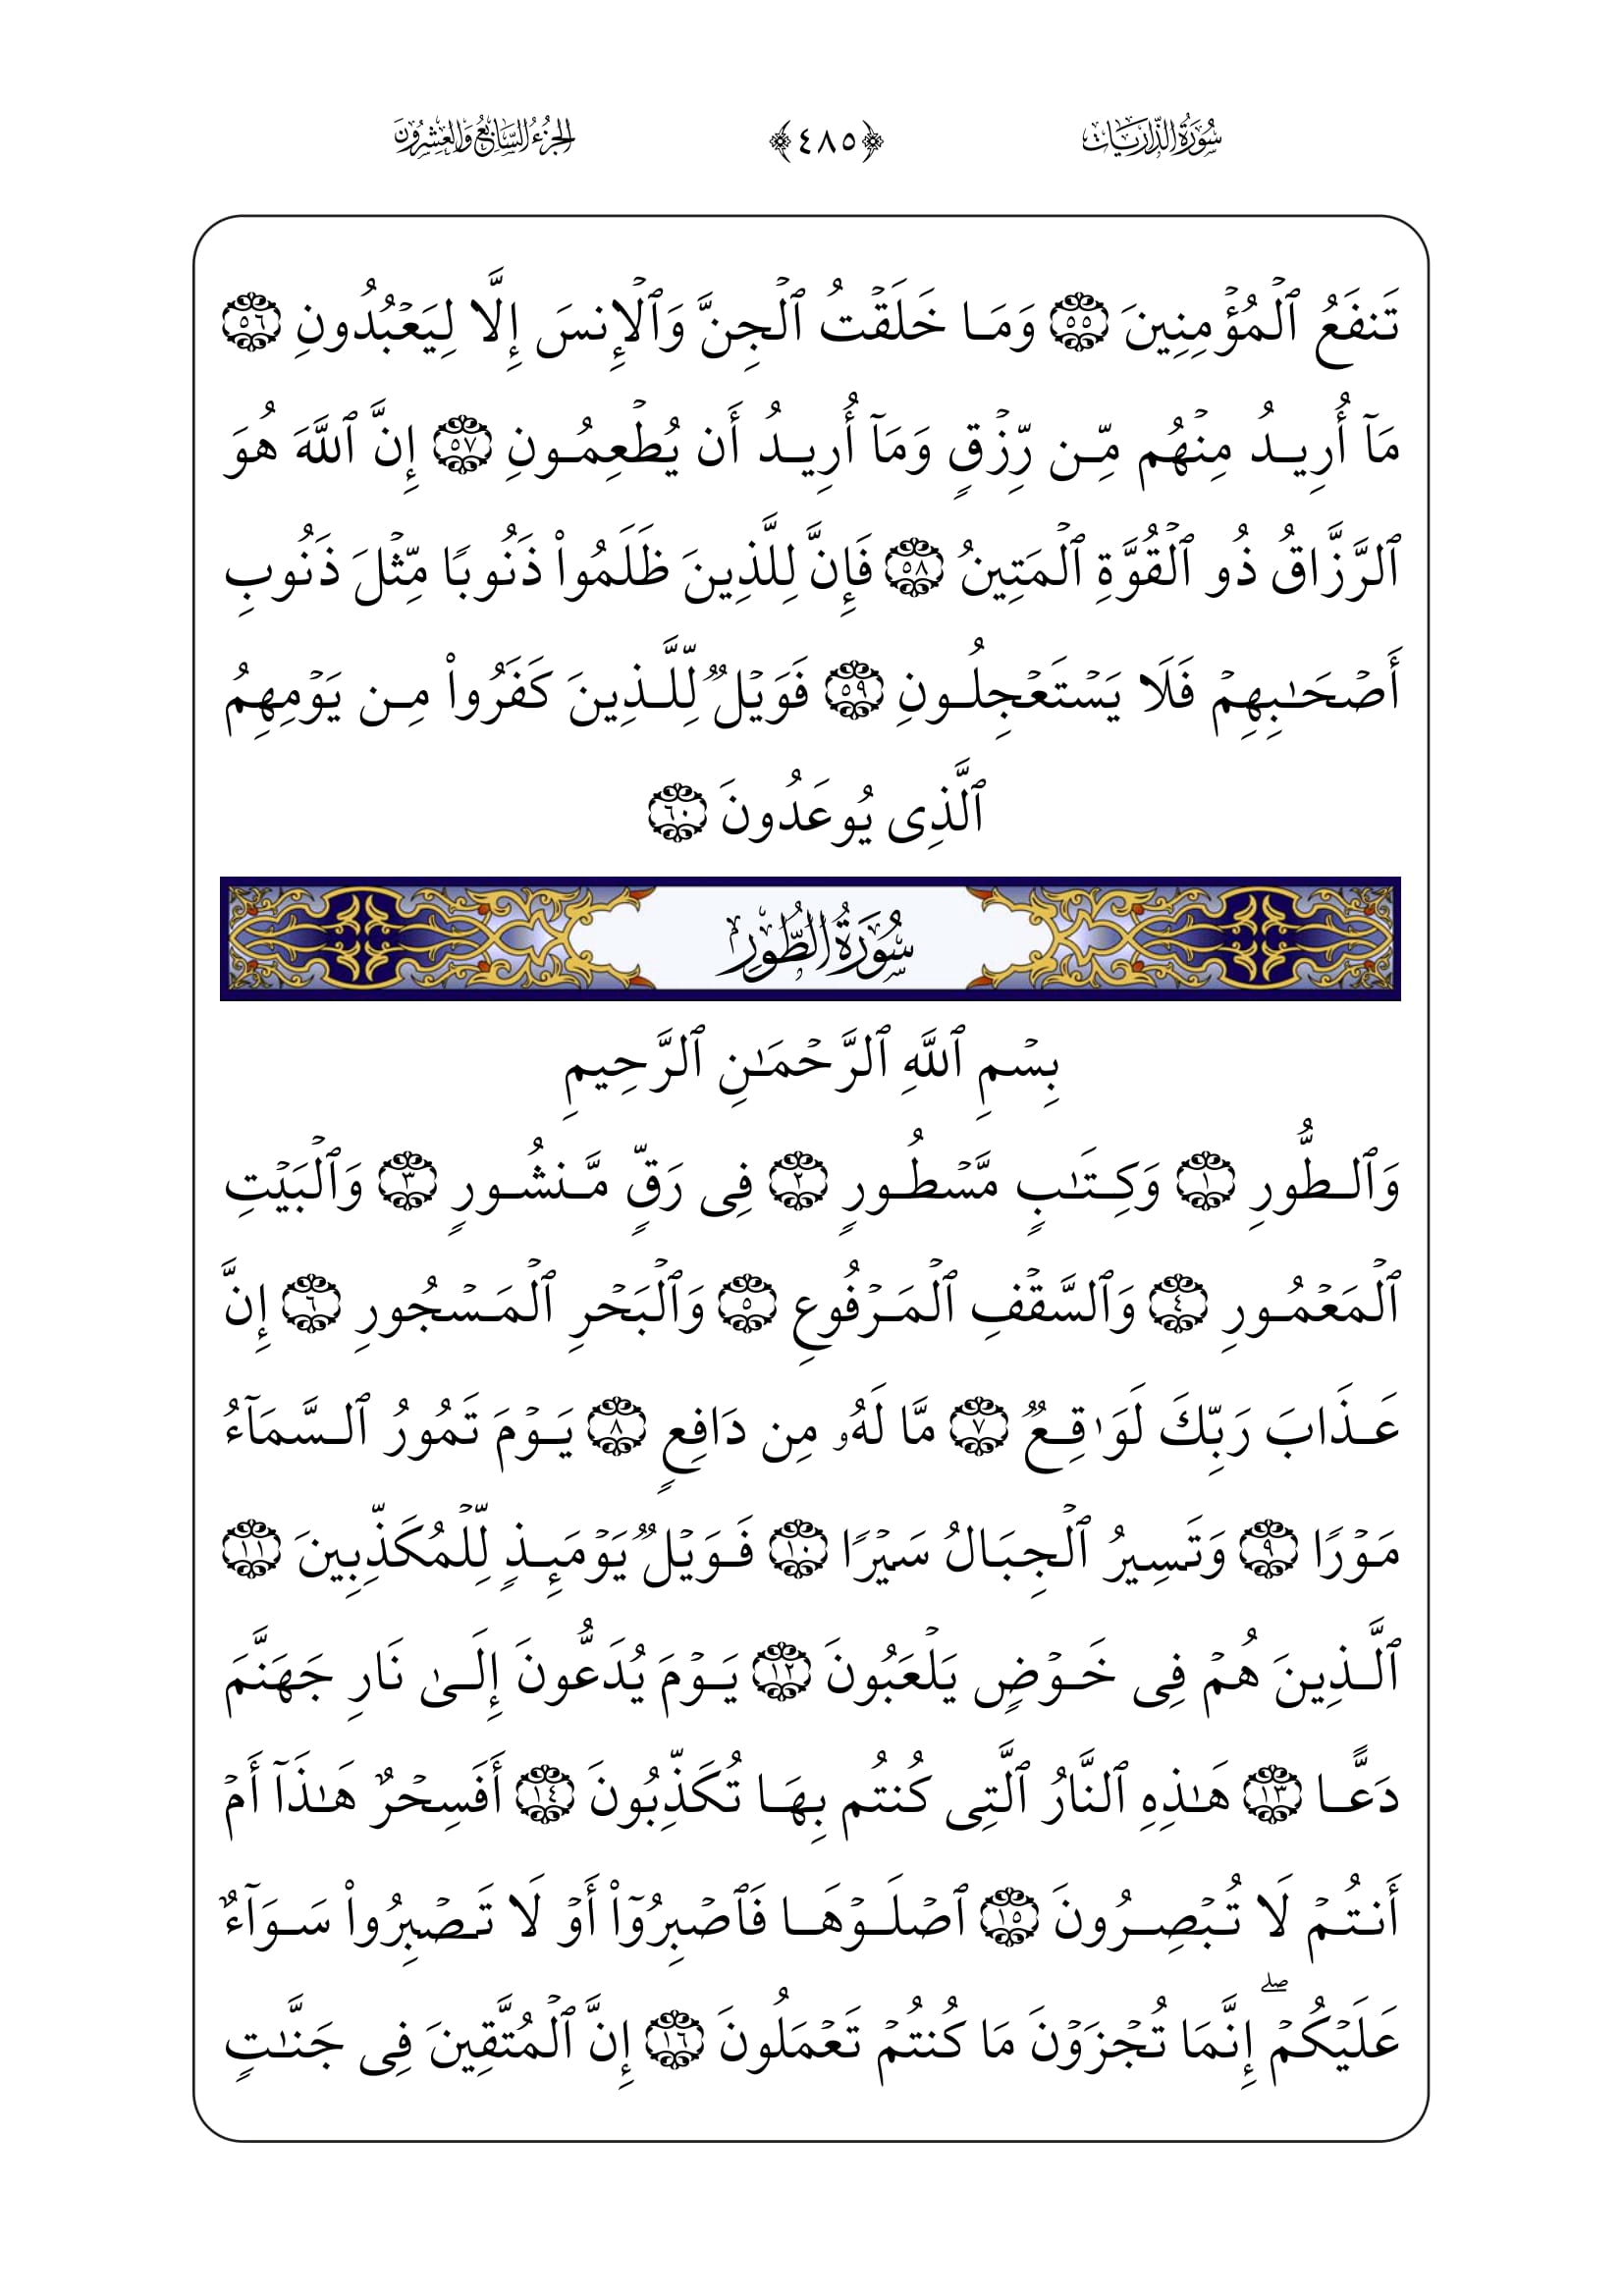 سُورَةُ الذَّارِيَاتِ ﴿٤٨٥﴾ الجُزْءُ السَّابِعُ وَالعِشْرُونَ
تَنفَعُ ٱلْمُؤْمِنِينَ ٥٥ وَمَا خَلَقْتُ ٱلْجِنَّ وَٱلْإِنسَ إِلَّا لِيَعْبُدُونِ ٥٦
مَآ أُرِيدُ مِنْهُم مِّن رِّزْقٍ وَمَآ أُرِيدُ أَن يُطْعِمُونِ ٥٧ إِنَّ ٱللَّهَ هُوَ
ٱلرَّزَّاقُ ذُو ٱلْقُوَّةِ ٱلْمَتِينُ ٥٨ فَإِنَّ لِلَّذِينَ ظَلَمُوا۟ ذَنُوبًا مِّثْلَ ذَنُوبِ
أَصْحَـٰبِهِمْ فَلَا يَسْتَعْجِلُونِ ٥٩ فَوَيْلٌ لِّلَّذِينَ كَفَرُوا۟ مِن يَوْمِهِمُ
ٱلَّذِى يُوعَدُونَ ٦٠
سُورَةُ الطُّورِ
بِسْمِ ٱللَّهِ ٱلرَّحْمَـٰنِ ٱلرَّحِيمِ
وَٱلطُّورِ ١ وَكِتَـٰبٍ مَّسْطُورٍ ٢ فِى رَقٍّ مَّنشُورٍ ٣ وَٱلْبَيْتِ
ٱلْمَعْمُورِ ٤ وَٱلسَّقْفِ ٱلْمَرْفُوعِ ٥ وَٱلْبَحْرِ ٱلْمَسْجُورِ ٦ إِنَّ
عَذَابَ رَبِّكَ لَوَٰقِعٌ ٧ مَّا لَهُۥ مِن دَافِعٍ ٨ يَوْمَ تَمُورُ ٱلسَّمَآءُ
مَوْرًا ٩ وَتَسِيرُ ٱلْجِبَالُ سَيْرًا ١٠ فَوَيْلٌ يَوْمَئِذٍ لِّلْمُكَذِّبِينَ ١١
ٱلَّذِينَ هُمْ فِى خَوْضٍ يَلْعَبُونَ ١٢ يَوْمَ يُدَعُّونَ إِلَىٰ نَارِ جَهَنَّمَ
دَعًّا ١٣ هَـٰذِهِ ٱلنَّارُ ٱلَّتِى كُنتُم بِهَا تُكَذِّبُونَ ١٤ أَفَسِحْرٌ هَـٰذَآ أَمْ
أَنتُمْ لَا تُبْصِرُونَ ١٥ ٱصْلَوْهَا فَٱصْبِرُوٓا۟ أَوْ لَا تَصْبِرُوا۟ سَوَآءٌ
عَلَيْكُمْ ۖ إِنَّمَا تُجْزَوْنَ مَا كُنتُمْ تَعْمَلُونَ ١٦ إِنَّ ٱلْمُتَّقِينَ فِى جَنَّـٰتٍ